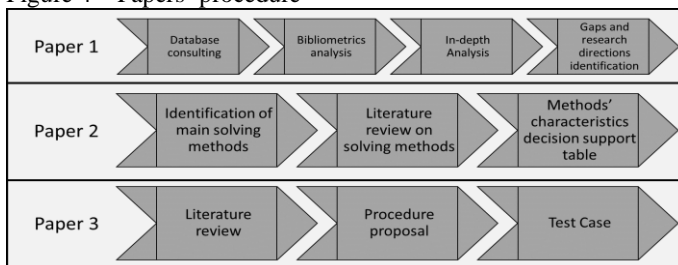 Figure 4 – Papers' procedure
Paper 1
Database
consulting
Bibliometrics
analysis
In-depth
Analysis
Gaps and
research
directions
identification
Paper 2
Identification of
main solving
methods
Literature
review on
solving methods
Methods'
characteristics
decision support
table
Paper 3
Literature
review
Procedure
proposal
Test Case